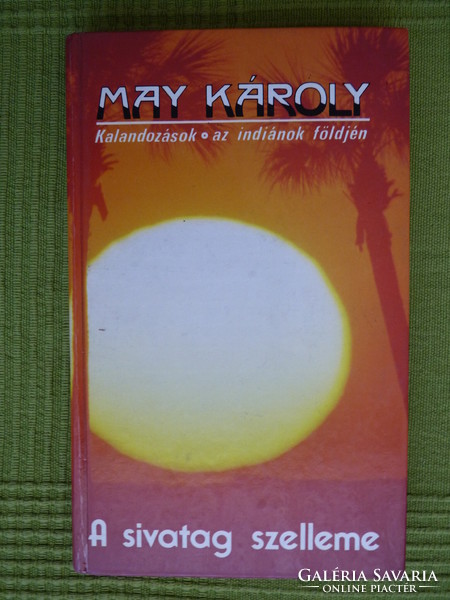 MAY KÁROLY
Kalandozások • az indiánok földjén
A sivatag szelleme
GALÉRIA SAVARIA
ONLINE PIACTÉR